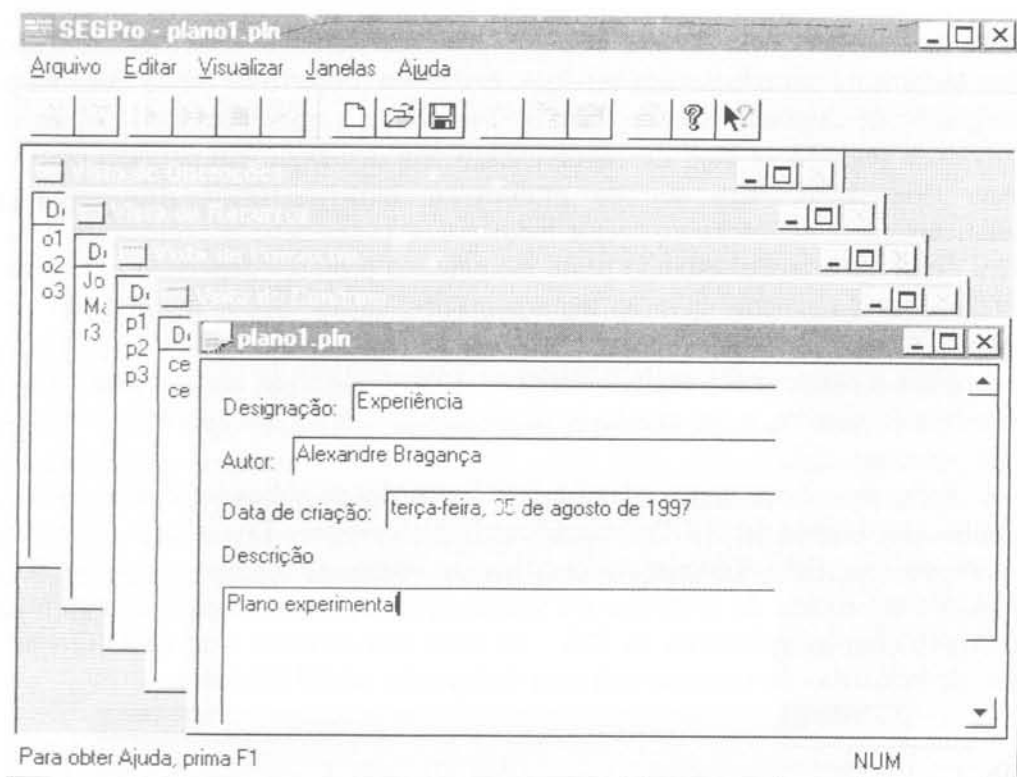 SEGPro - plano1.pln
Arquivo Editar Visualizar Janelas Ajuda
o1
o2
o3
Jo
r3
p1
p2
p3
ce
ce
plano1.pln
Designação: Experiência
Autor: Alexandre Bragança
Data de criação: terça-feira, de agosto de 1997
Descrição
Plano experimental
Para obter Ajuda, prima F1 NUM